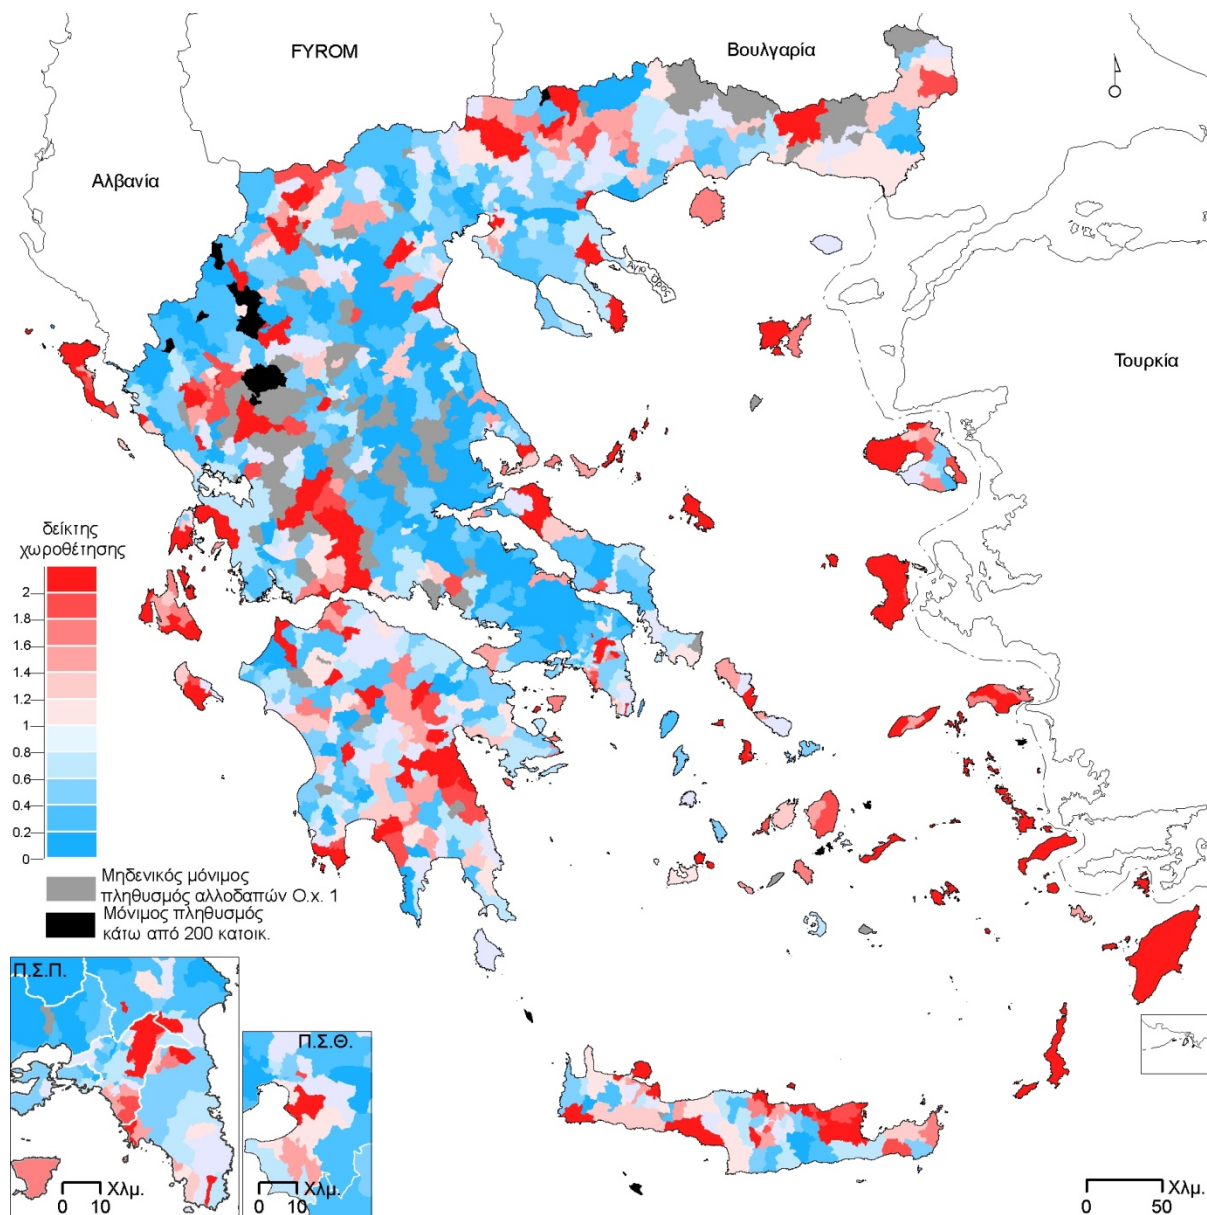 FYROM
Βουλγαρία
Αλβανία
Άγιο Όρος
Τουρκία
δείκτης
χωροθέτησης
2
1.8
1.6
1.4
1.2
1
0.8
0.6
0.4
0.2
0
Μηδενικός μόνιμος
πληθυσμός αλλοδαπών Ο.χ. 1
Μόνιμος πληθυσμός
κάτω από 200 κατοικ.
Π.Σ.Π.
Χλμ.
0 10
Π.Σ.Θ.
Χλμ.
0 10
Χλμ.
0 50